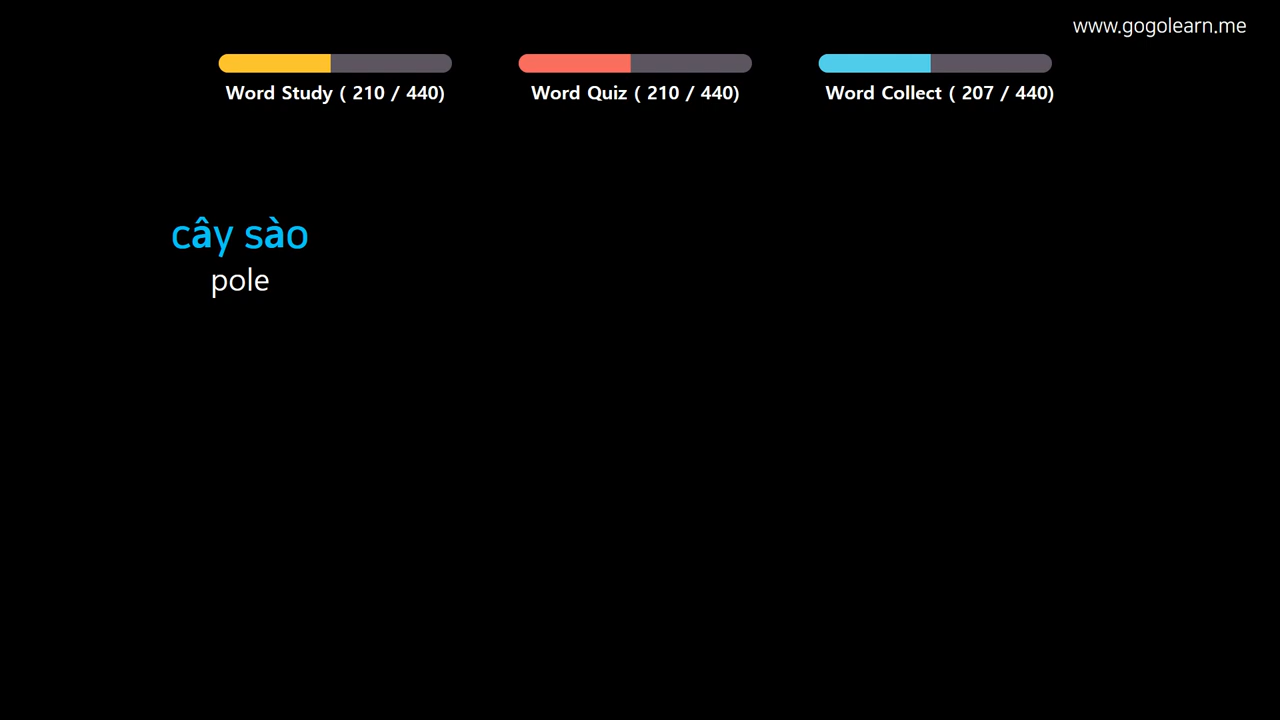 www.gogolearn.me
Word Study ( 210 / 440)
Word Quiz ( 210 / 440)
Word Collect ( 207 / 440)
cây sào
pole